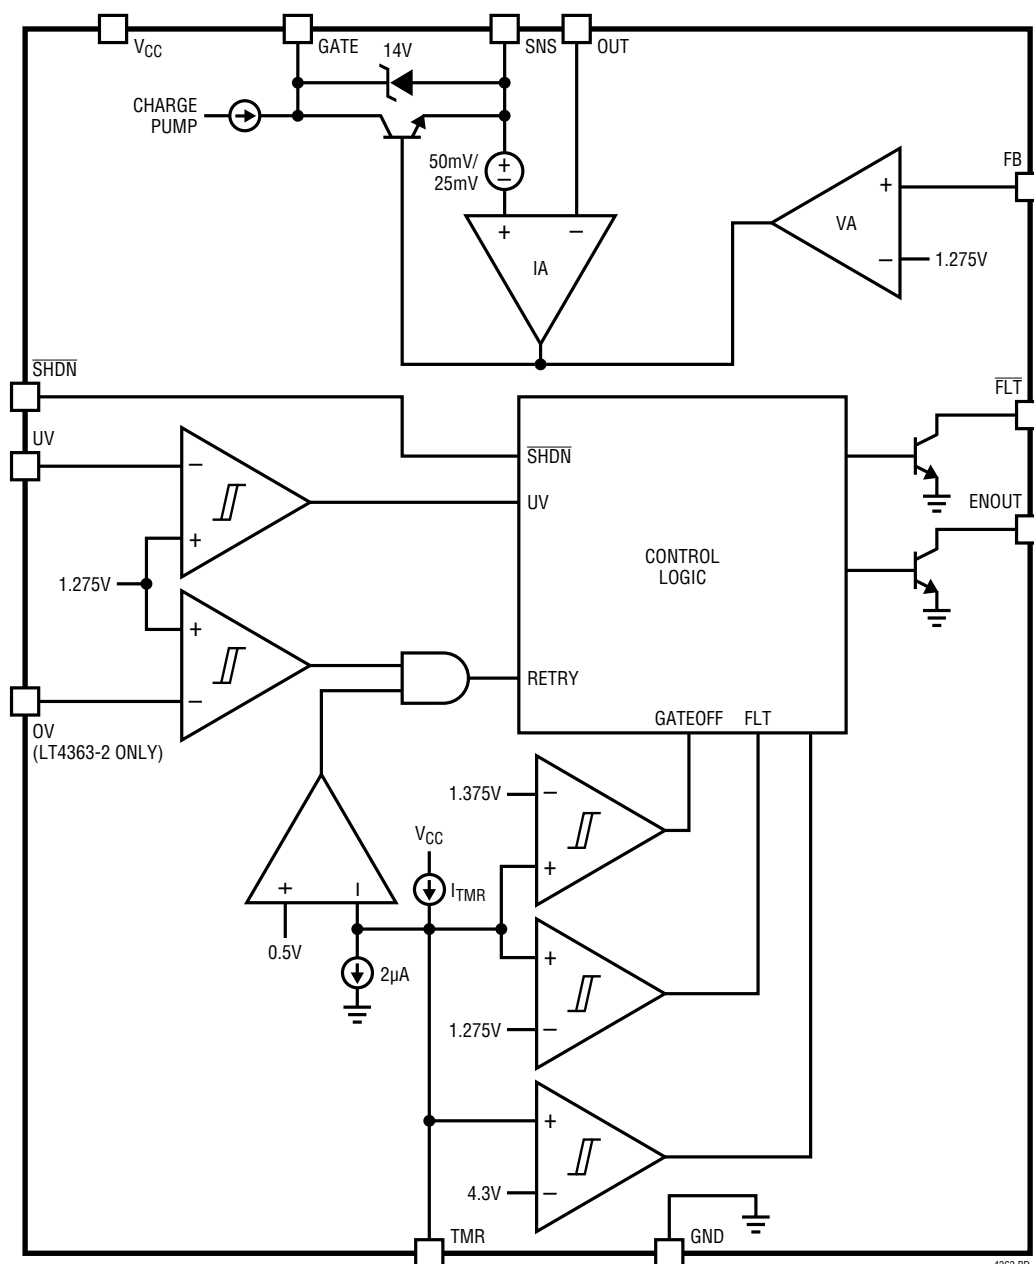 VCC
GATE
14V
SNS
OUT
CHARGE
PUMP
50mV/
25mV
+
–
+
–
IA
+
VA
–
FB
1.275V
SHDN
UV
–
+
1.275V
+
–
OV
(LT4363-2 ONLY)
SHDN
UV
CONTROL
LOGIC
RETRY
GATEOFF
FLT
FLT
ENOUT
1.375V
–
+
VCC
ITMR
+
–
0.5V
2µA
+
1.275V
–
+
4.3V
–
TMR
GND